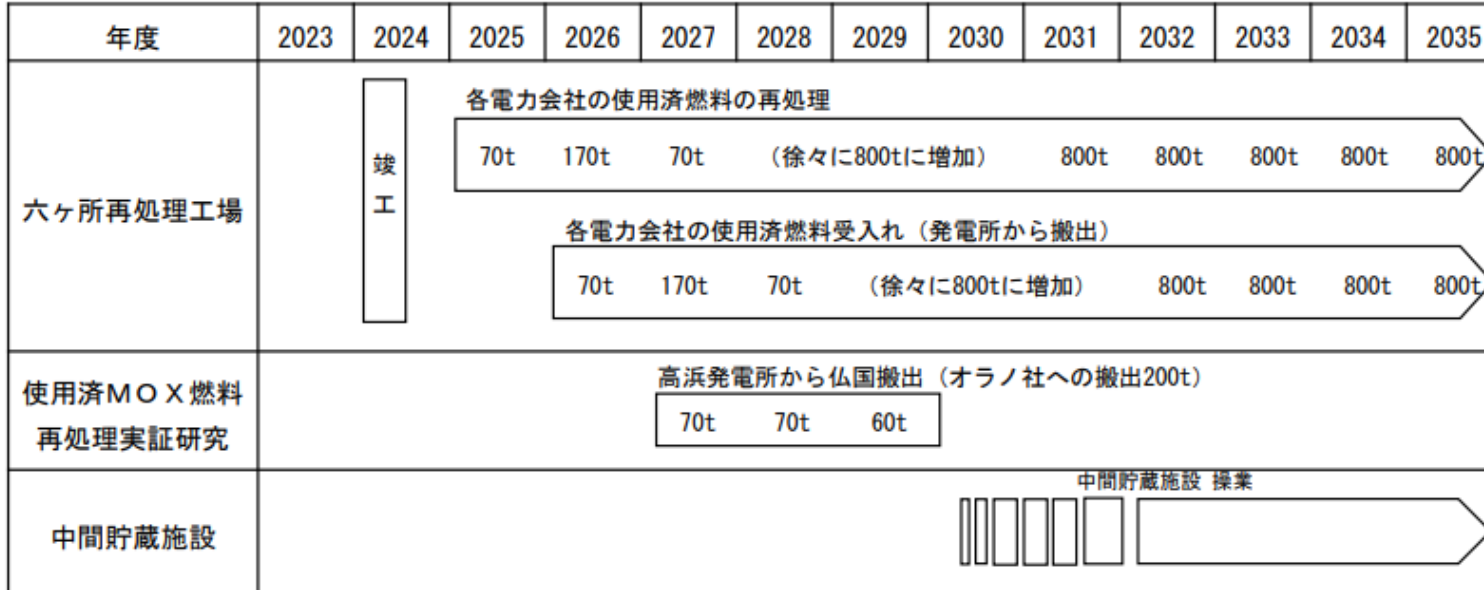 年度 2023 2024 2025 2026 2027 2028 2029 2030 2031 2032 2033 2034 2035
六ヶ所再処理工場
竣
工
各電力会社の使用済燃料の再処理
70t 170t 70t （徐々に800tに増加） 800t 800t 800t 800t 800t
各電力会社の使用済燃料受入れ（発電所から搬出）
70t 170t 70t （徐々に800tに増加） 800t 800t 800t 800t
使用済ＭＯＸ燃料
再処理実証研究
高浜発電所から仏国搬出（オラノ社への搬出200t）
70t 70t 60t
中間貯蔵施設
中間貯蔵施設 操業